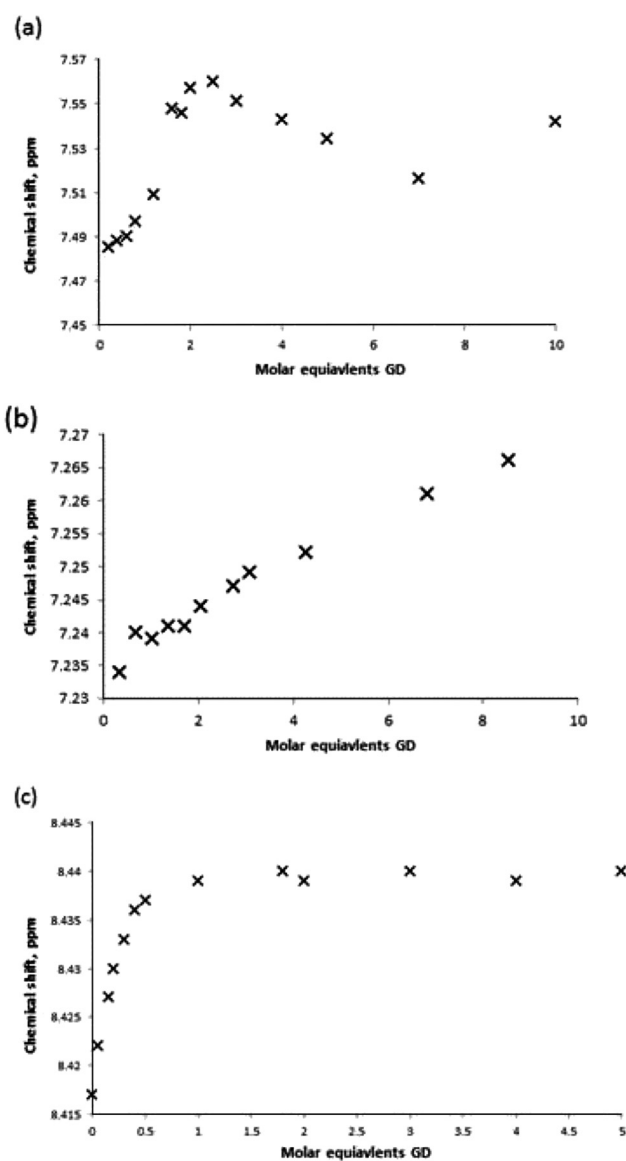 (a)
7.57
7.55
7.53
7.51
7.49
7.47
7.45
Chemical shift, ppm
0 2 4 6 8 10
Molar equiavlents GD
(b)
7.27
7.265
7.26
7.255
7.25
7.245
7.24
7.235
7.23
Chemical shift, ppm
0 2 4 6 8 10
Molar equiavlents GD
(c)
8.445
8.44
8.435
8.43
8.425
8.42
8.415
Chemical shift, ppm
0 0.5 1 1.5 2 2.5 3 3.5 4 4.5 5
Molar equiavlents GD